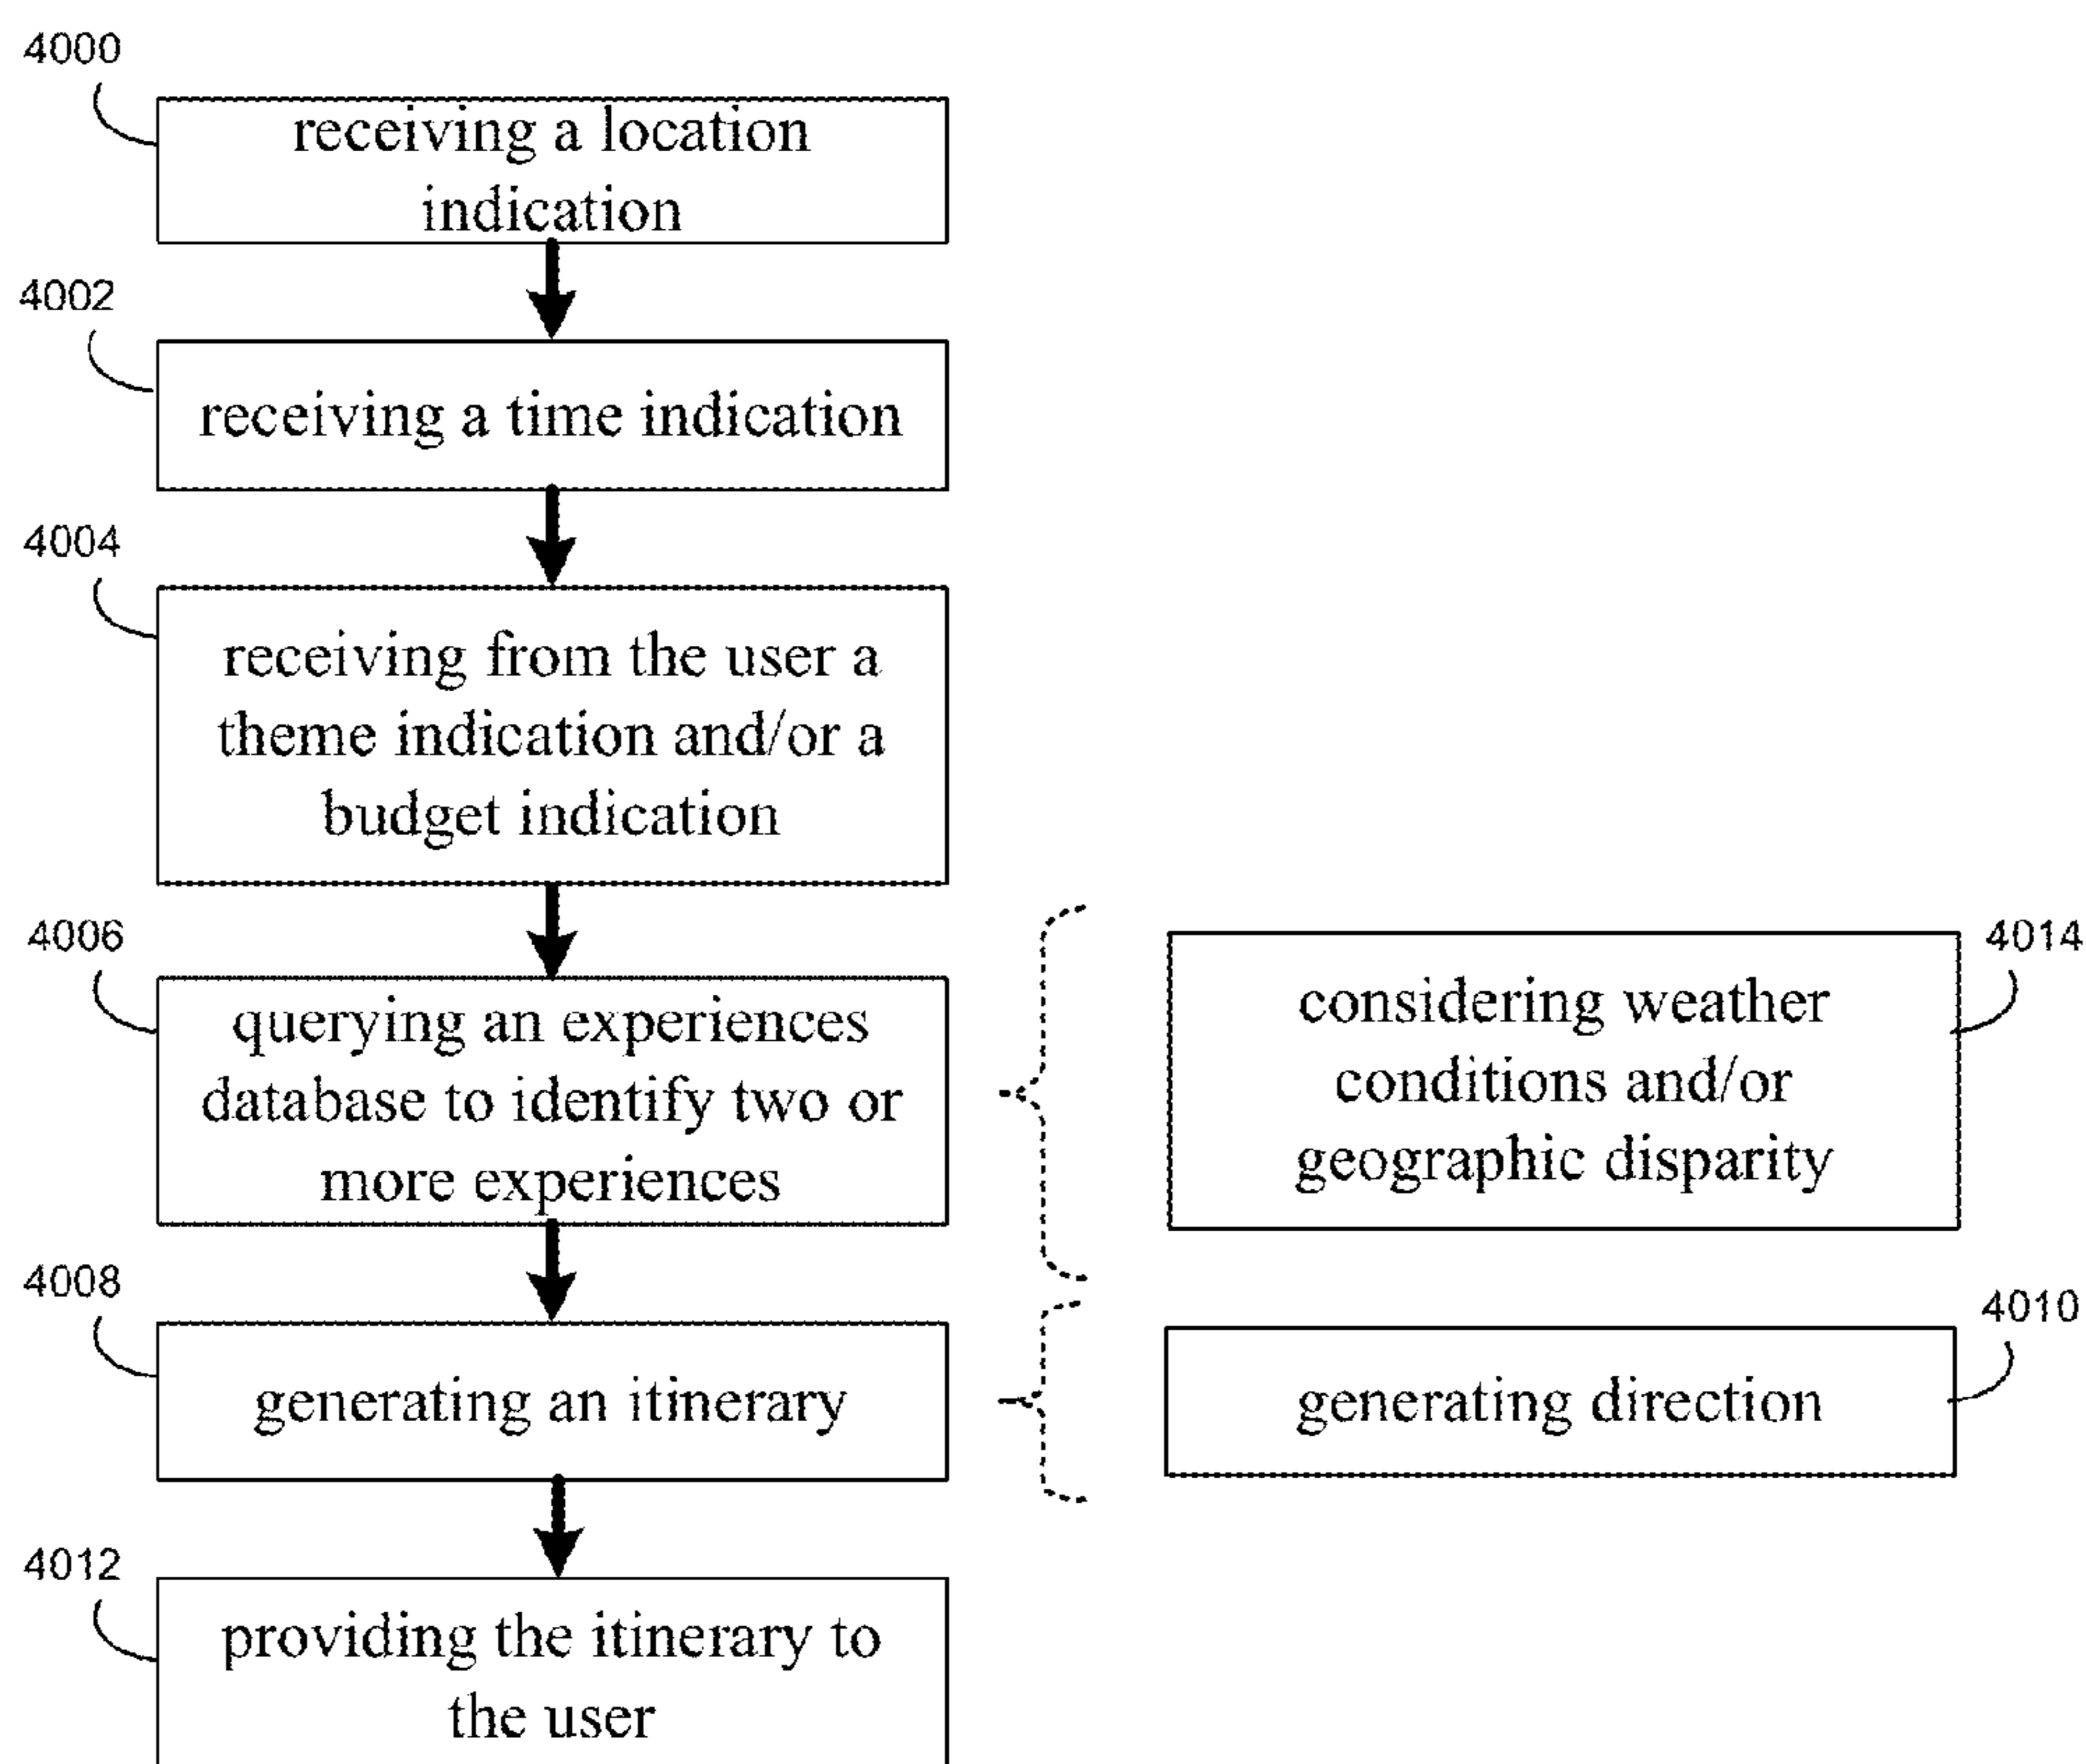 4000
receiving a location
indication
4002
receiving a time indication
4004
receiving from the user a
theme indication and/or a
budget indication
4006
querying an experiences
database to identify two or
more experiences
4014
considering weather
conditions and/or
geographic disparity
4008
generating an itinerary
4010
generating direction
4012
providing the itinerary to
the user